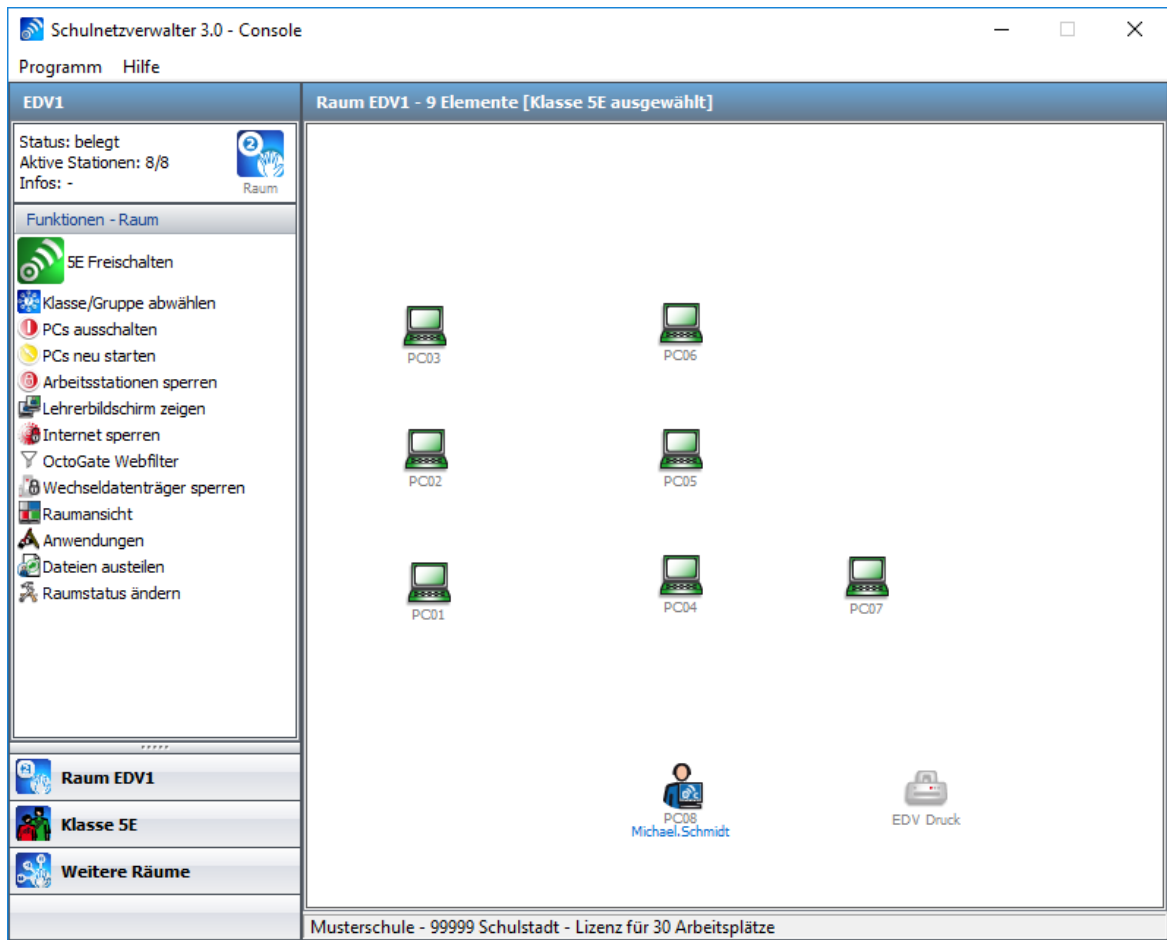 Schulnetzverwalter 3.0 - Console
Programm Hilfe
EDV1
Status: belegt
Aktive Stationen: 8/8
Infos: -
Raum
Funktionen - Raum
5E Freischalten
Klasse/Gruppe abwählen
PCs ausschalten
PCs neu starten
Arbeitsstationen sperren
Lehrerbildschirm zeigen
Internet sperren
OctoGate Webfilter
Wechseldatenträger sperren
Raumansicht
Anwendungen
Dateien austeilen
Raumstatus ändern
Raum EDV1
Klasse 5E
Weitere Räume
Raum EDV1 - 9 Elemente [Klasse 5E ausgewählt]
PC03
PC06
PC02
PC05
PC01
PC04
PC07
PC08
Michael.Schmidt
EDV Druck
Musterschule - 99999 Schulstadt - Lizenz für 30 Arbeitsplätze